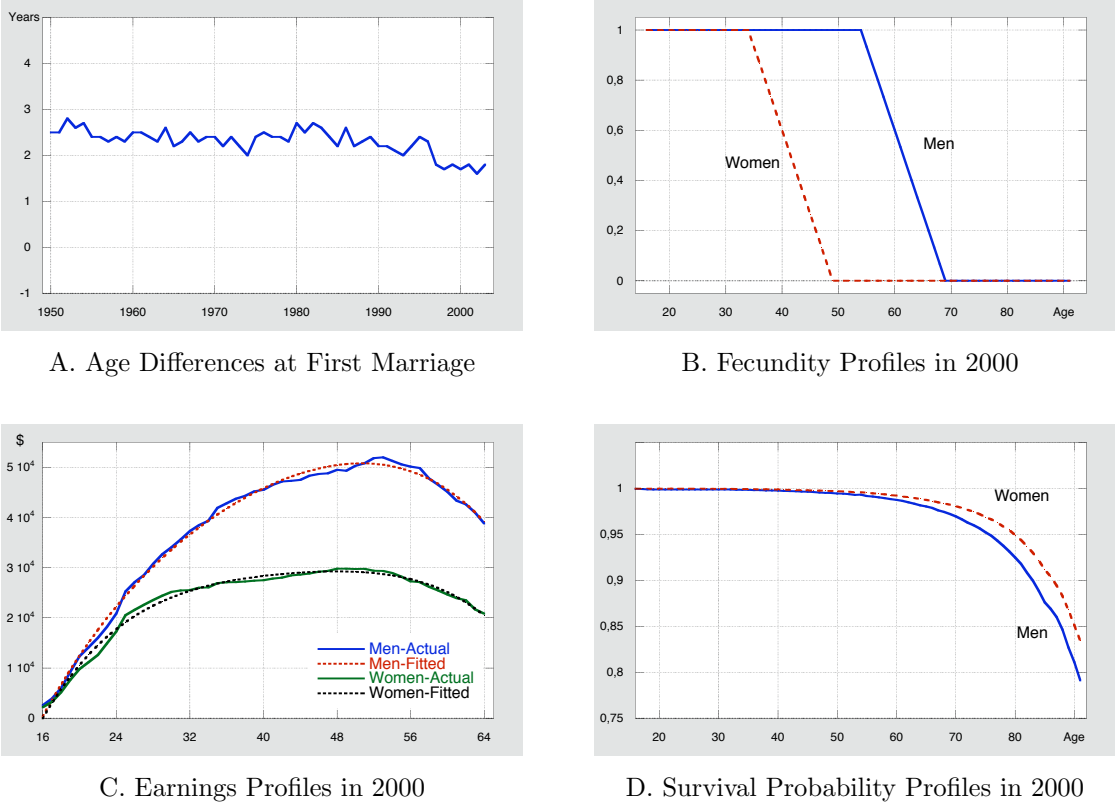 Years
4
3
2
1
0
-1
1950 1960 1970 1980 1990 2000
A. Age Differences at First Marriage
1
0,8
0,6
0,4
0,2
0
Women
Men
20 30 40 50 60 70 80 Age
B. Fecundity Profiles in 2000
$
5 10⁴
4 10⁴
3 10⁴
2 10⁴
1 10⁴
0
Men-Actual
Men-Fitted
Women-Actual
Women-Fitted
16 24 32 40 48 56 64
C. Earnings Profiles in 2000
1
0,95
0,9
0,85
0,8
0,75
Women
Men
20 30 40 50 60 70 80 Age
D. Survival Probability Profiles in 2000